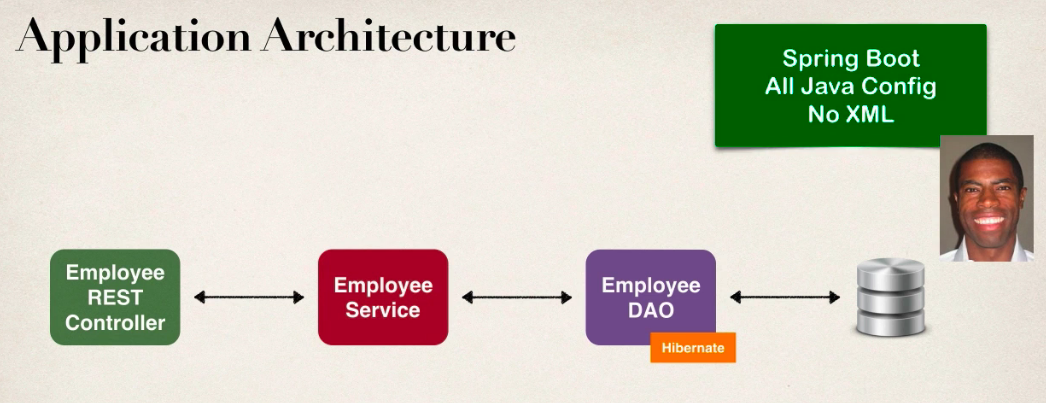 Application Architecture
Spring Boot
All Java Config
No XML
Employee
REST
Controller
Employee
Service
Employee
DAO
Hibernate